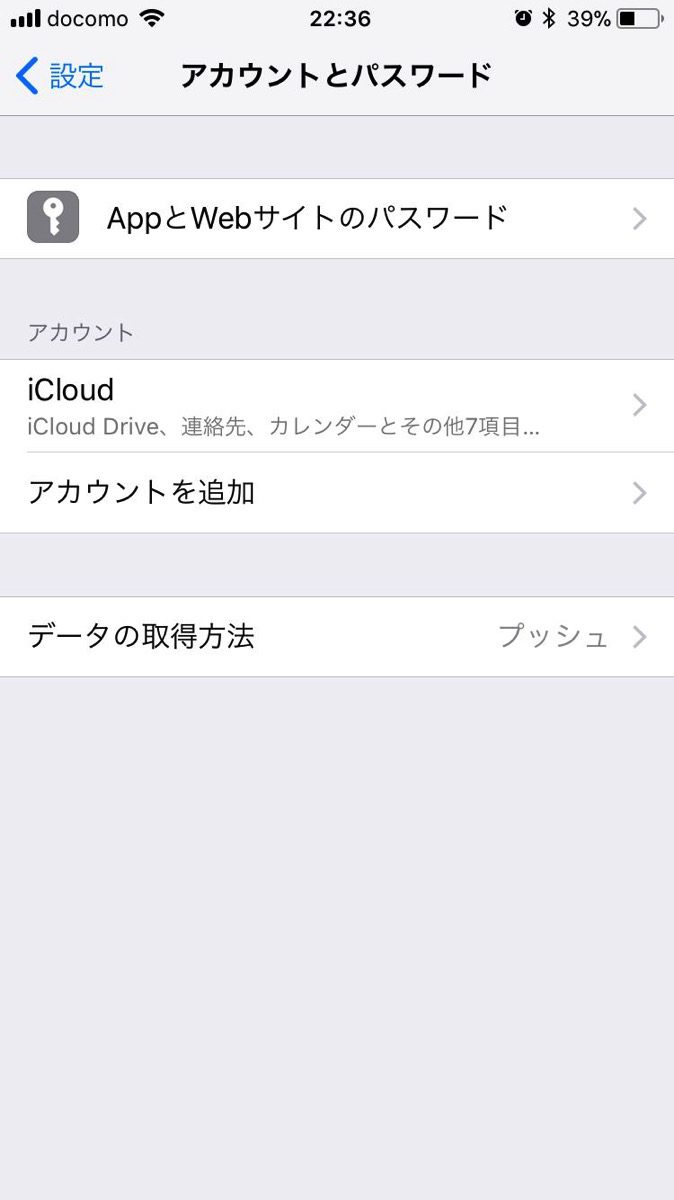 docomo 22:36 39%
設定 アカウントとパスワード
AppとWebサイトのパスワード
アカウント
iCloud
iCloud Drive、連絡先、カレンダーとその他7項目...
アカウントを追加
データの取得方法 プッシュ